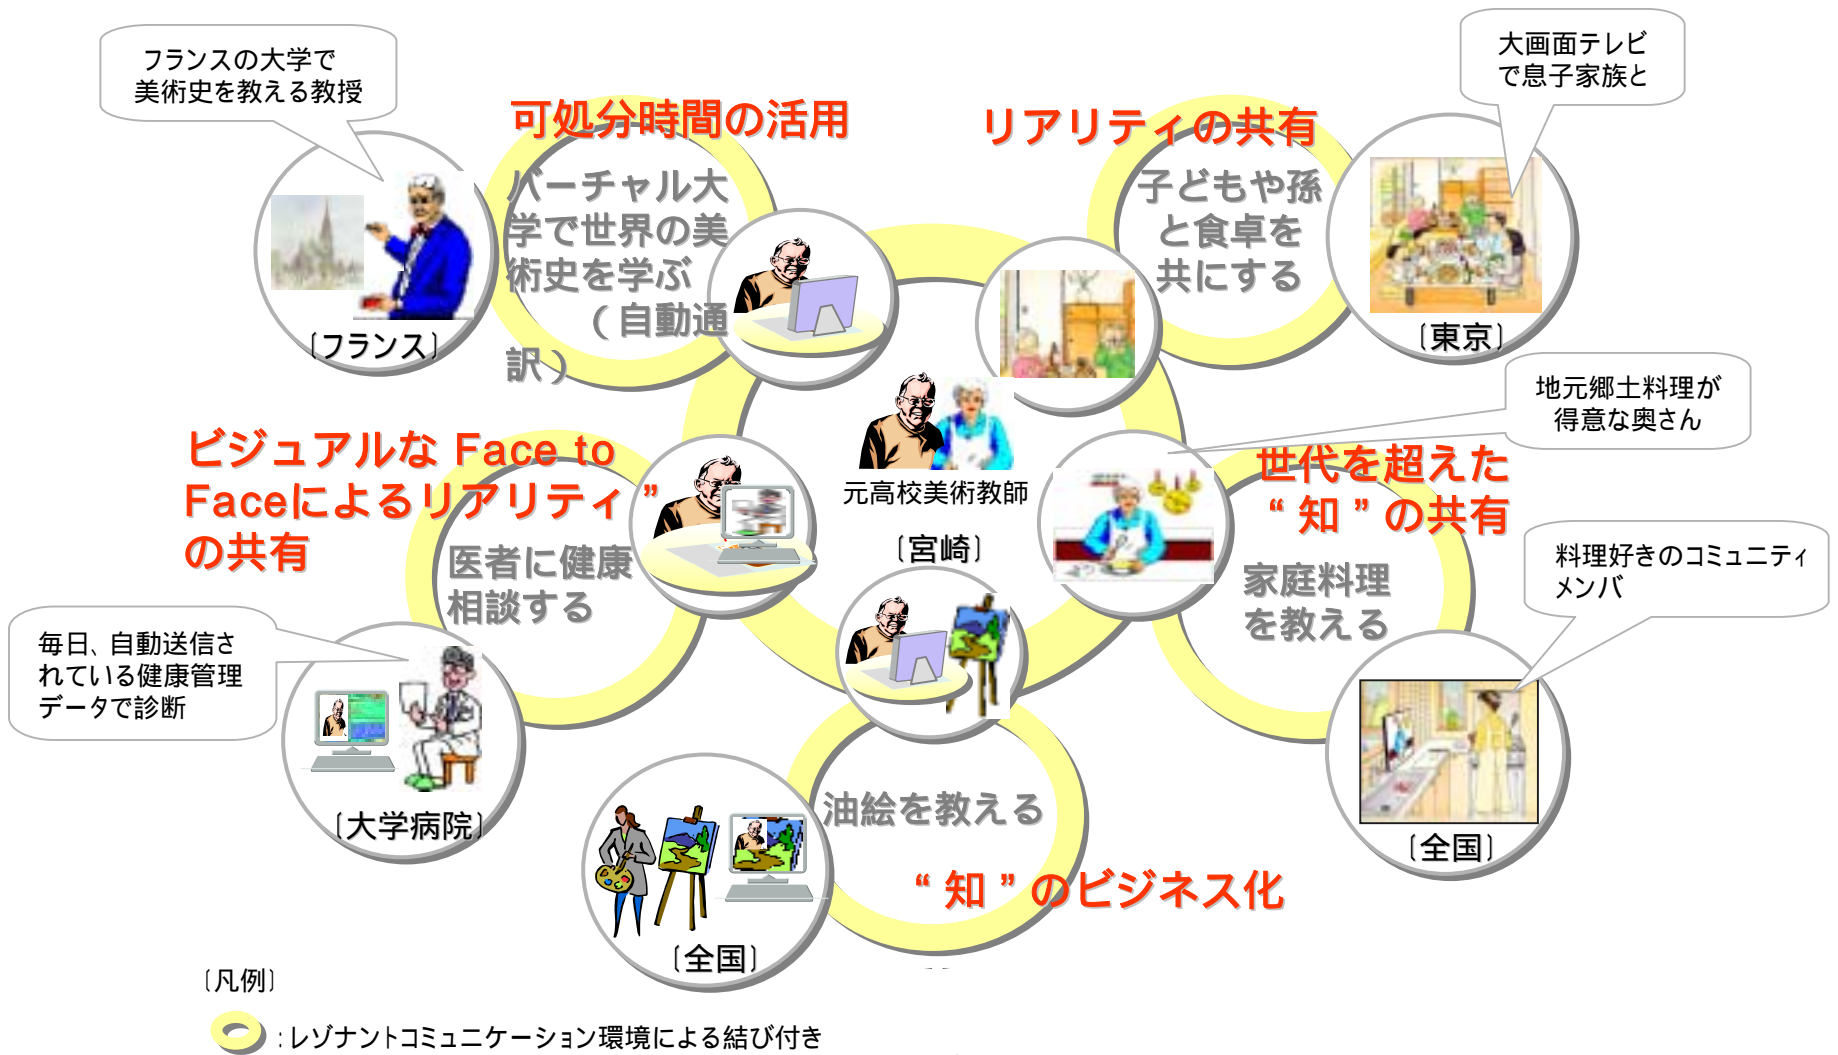 フランスの大学で
美術史を教える教授
大画面テレビ
で息子家族と
可処分時間の活用
リアリティの共有
バーチャル大
学で世界の美
術史を学ぶ
（自動通
訳）
子どもや孫
と食卓を
共にする
〔フランス〕
〔東京〕
地元郷土料理が
得意な奥さん
ビジュアルな Face to
Faceによるリアリティ ”
の共有
元高校美術教師
〔宮崎〕
世代を超えた
“ 知 ” の共有
医者に健康
相談する
家庭料理
を教える
料理好きのコミュニティ
メンバ
毎日、自動送信さ
れている健康管理
データで診断
〔大学病院〕
油絵を教える
〔全国〕
“ 知 ” のビジネス化
〔全国〕
〔凡例〕
：レゾナントコミュニケーション環境による結び付き